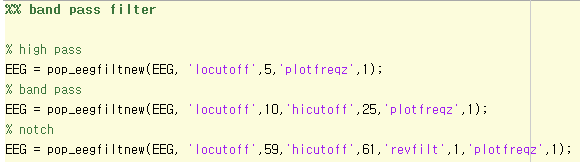 %% band pass filter
% high pass
EEG = pop_eegfiltnew(EEG, 'locutoff',5,'plotfreqz',1);
% band pass
EEG = pop_eegfiltnew(EEG, 'locutoff',10,'hicutoff',25,'plotfreqz',1);
% notch
EEG = pop_eegfiltnew(EEG, 'locutoff',59,'hicutoff',61,'revfilt',1,'plotfreqz',1);